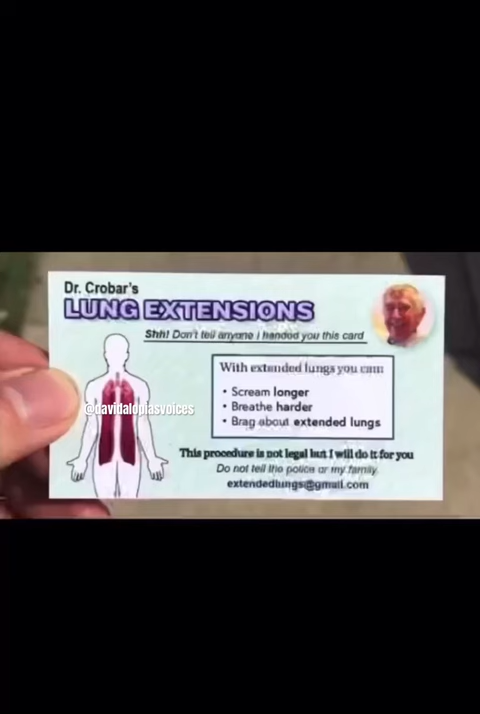 Dr. Crobar's
LUNG EXTENSIONS
Shh! Don't tell anyone I handed you this card
With extended lungs you can:
• Scream longer
• Breathe harder
• Brag about extended lungs
@davidalopiasvoices
This procedure is not legal but I will do it for you
Do not tell the police or my family
extendedlungs@gmail.com